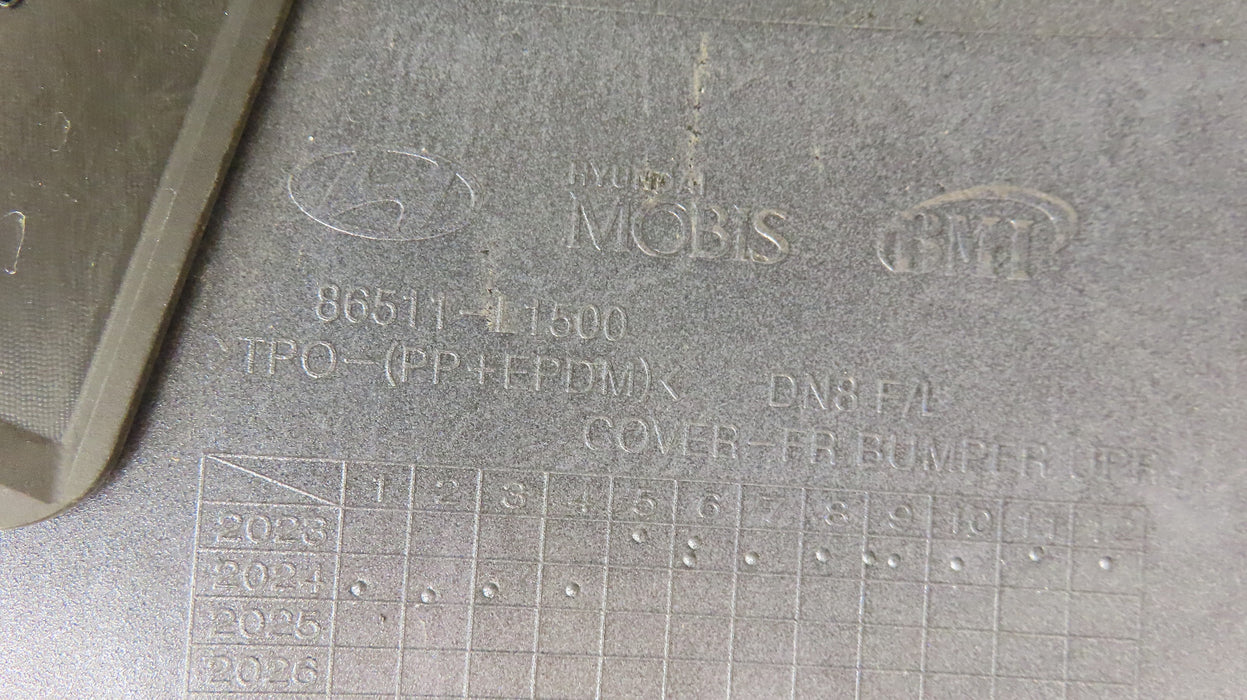 HYUNDAI
MOBIS
BMI
86511-L1500
>TPO-(PP+EPDM)<
DN8 F/L
COVER-FR BUMPER UPR
1 2 3 4 5 6 7 8 9 10 11 12
2023
2024
2025
2026